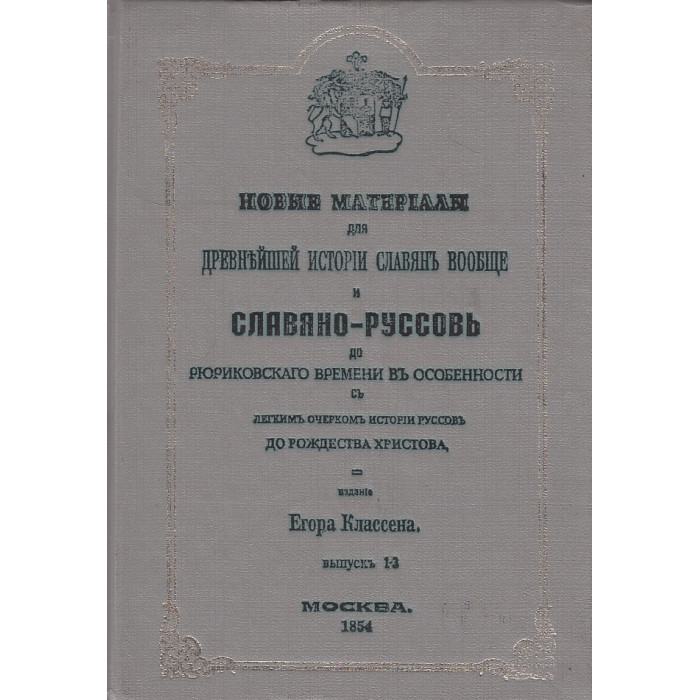 НОВЫЕ МАТЕРІАЛЫ
ДЛЯ
ДРЕВНѢЙШЕЙ ИСТОРІИ СЛАВЯНЪ ВООБЩЕ
И
СЛАВЯНО-РУССОВЪ
ДО
РЮРИКОВСКАГО ВРЕМЕНИ ВЪ ОСОБЕННОСТИ
СЪ
ЛЕГКИМЪ ОЧЕРКОМЪ ИСТОРІИ РУССОВЪ
ДО РОЖДЕСТВА ХРИСТОВА,
изданіе
Егора Классена.
ВЫПУСКЪ 1-3
МОСКВА.
1854